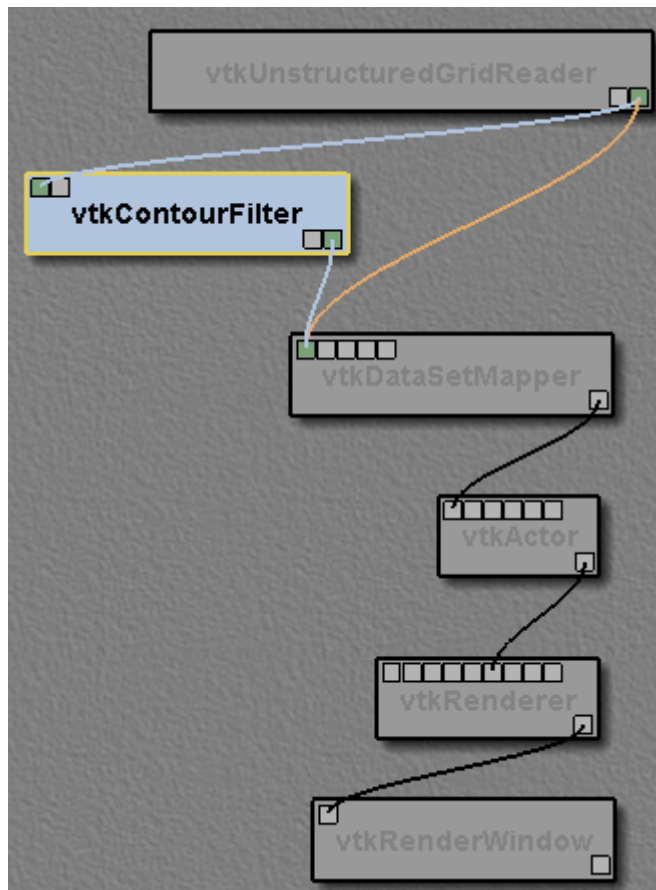 vtkUnstructuredGridReader
vtkContourFilter
vtkDataSetMapper
vtkActor
vtkRenderer
vtkRenderWindow